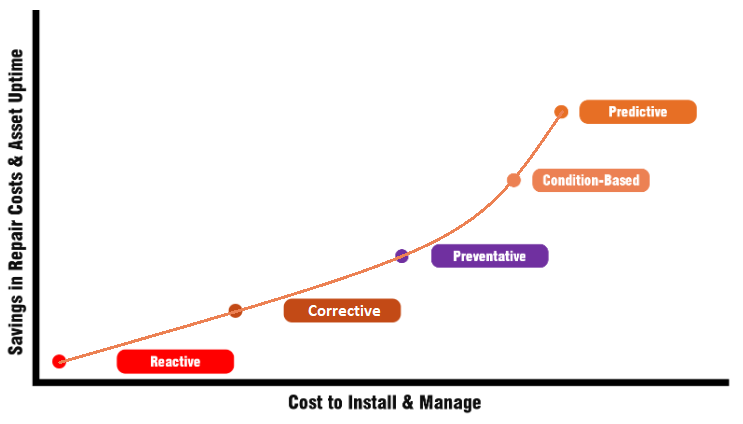 Savings in Repair Costs & Asset Uptime
Predictive
Condition-Based
Preventative
Corrective
Reactive
Cost to Install & Manage